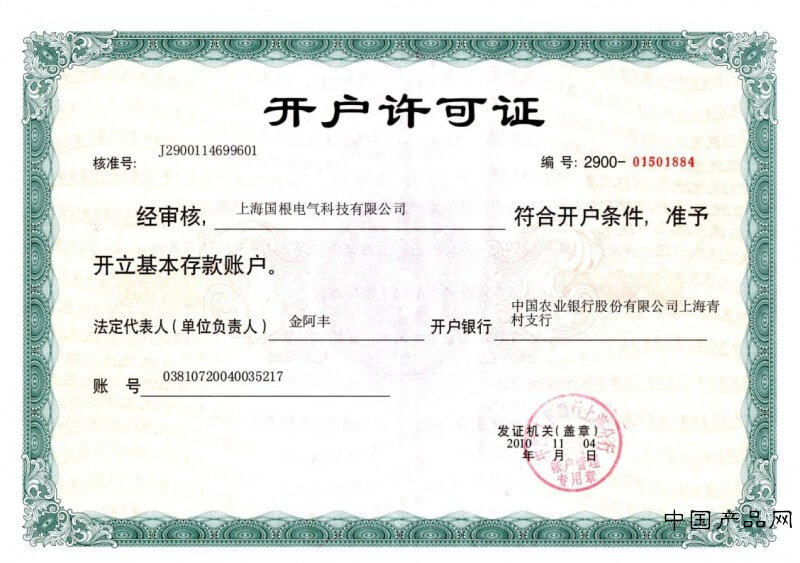 开户许可证
核准号: J2900114699601 编 号: 2900-01501884
经审核, 上海国根电气科技有限公司 符合开户条件, 准予
开立基本存款账户。
法定代表人(单位负责人) 金阿丰 开户银行 中国农业银行股份有限公司上海青
村支行
账 号 03810720040035217
发证机关(盖章)
2010 11 04
年 月 日
帐户管理
专用章
中国产品网